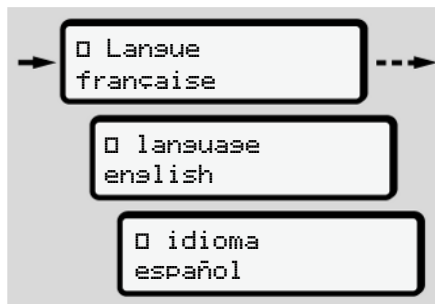 □ Langue
française
□ language
english
□ idioma
español